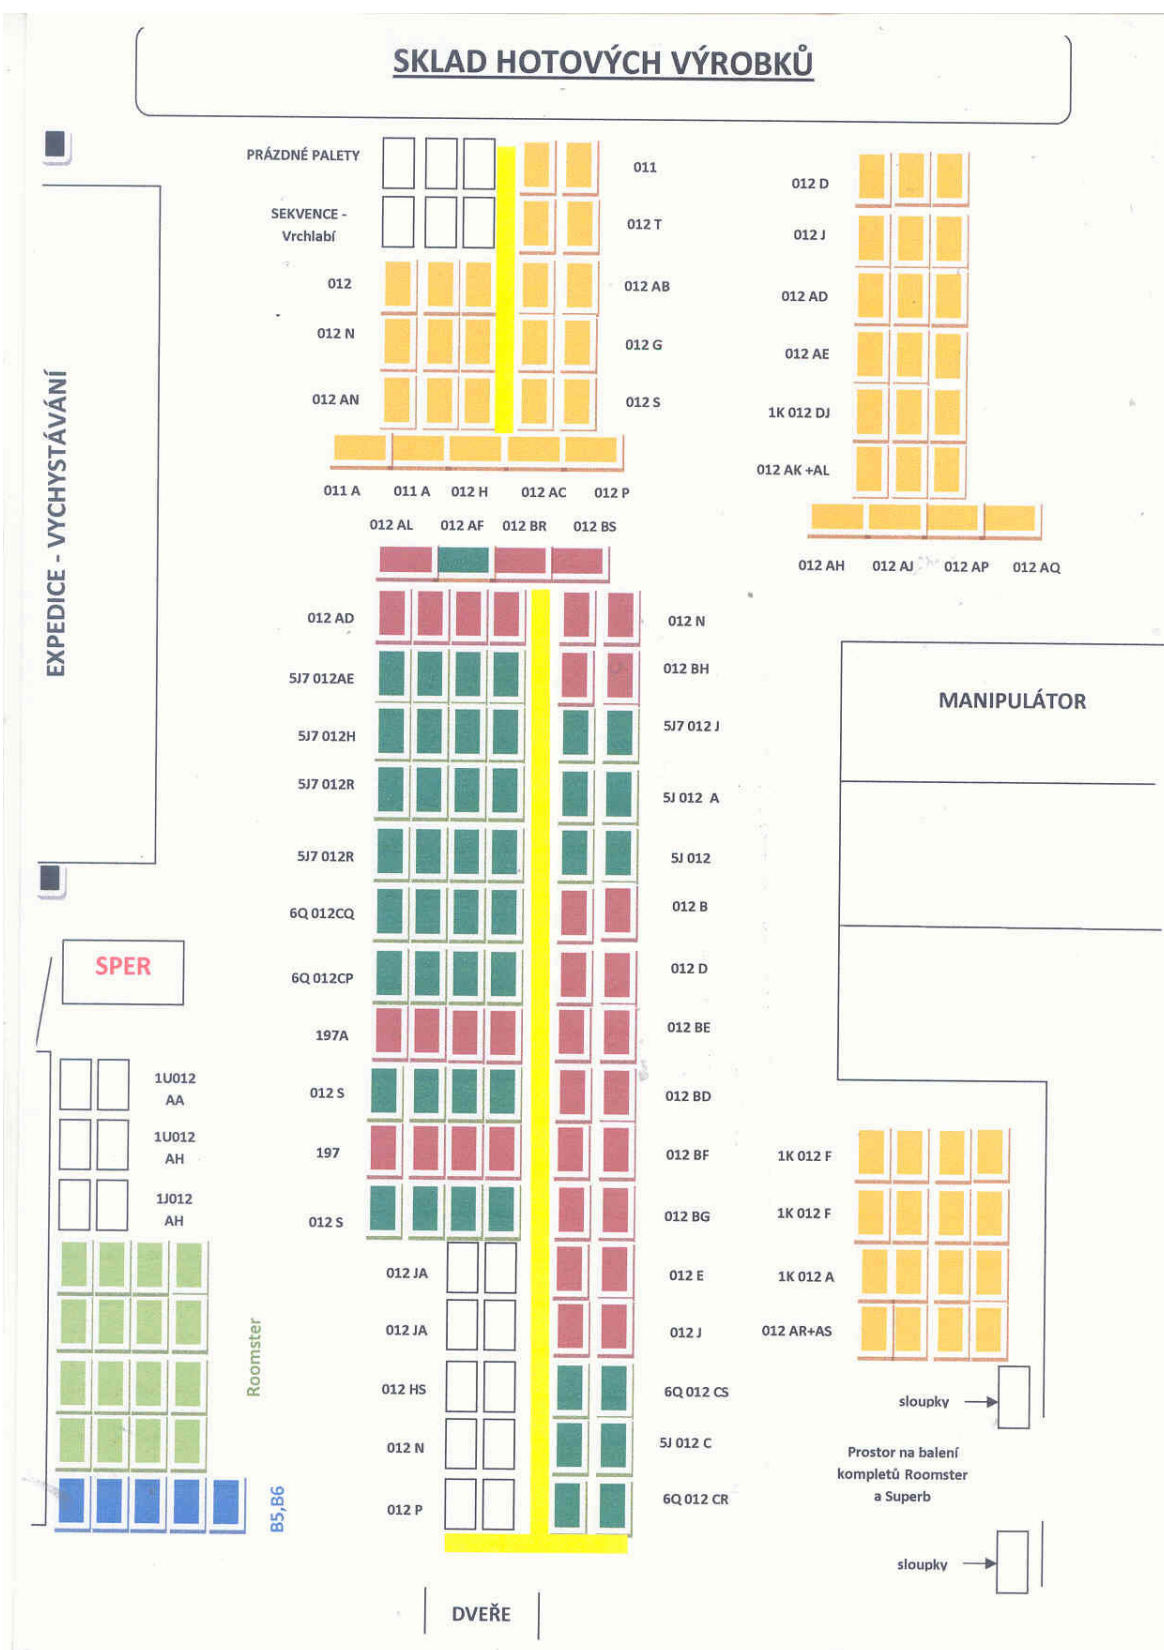 SKLAD HOTOVÝCH VÝROBKŮ
PRÁZDNÉ PALETY
011
012 D
SEKVENCE -
Vrchlabí
012 T
012 J
012
012 AB
012 AD
012 N
012 G
012 AE
012 AN
012 S
1K 012 DJ
012 AK +AL
011 A
011 A
012 H
012 AC
012 P
012 AL
012 AF
012 BR
012 BS
012 AH
012 AJ
012 AP
012 AQ
EXPEDICE - VYCHYSTÁVÁNÍ
012 AD
012 N
5J7 012AE
012 BH
MANIPULÁTOR
5J7 012H
5J7 012 J
5J7 012R
5J 012 A
5J7 012R
5J 012
6Q 012CQ
012 B
SPER
6Q 012CP
012 D
197A
012 BE
1U012
AA
012 S
012 BD
1U012
AH
197
012 BF
1K 012 F
1J012
AH
012 S
012 BG
1K 012 F
012 JA
012 E
1K 012 A
Roomster
012 JA
012 J
012 AR+AS
012 HS
6Q 012 CS
sloupky
012 N
5J 012 C
Prostor na balení
kompletů Roomster
a Superb
B5,B6
012 P
6Q 012 CR
sloupky
DVEŘE